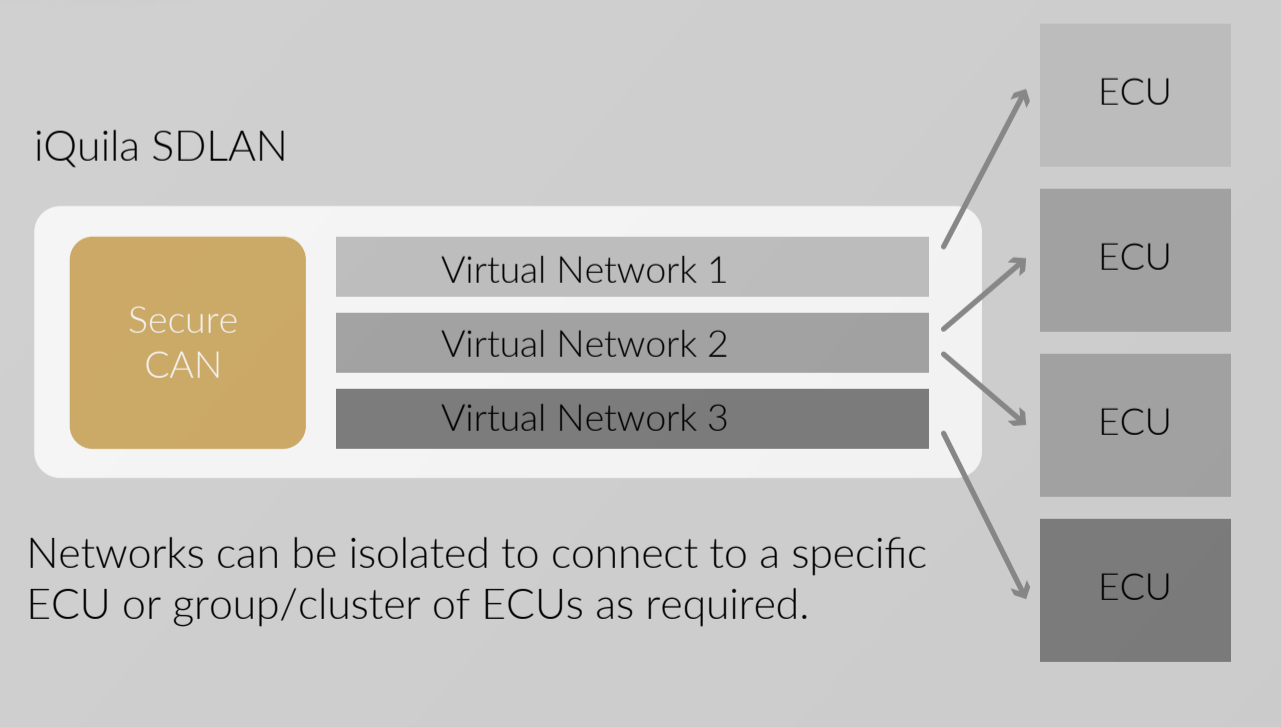 iQuila SDLAN
Secure
CAN
Virtual Network 1
Virtual Network 2
Virtual Network 3
ECU
ECU
ECU
ECU
Networks can be isolated to connect to a specific
ECU or group/cluster of ECUs as required.